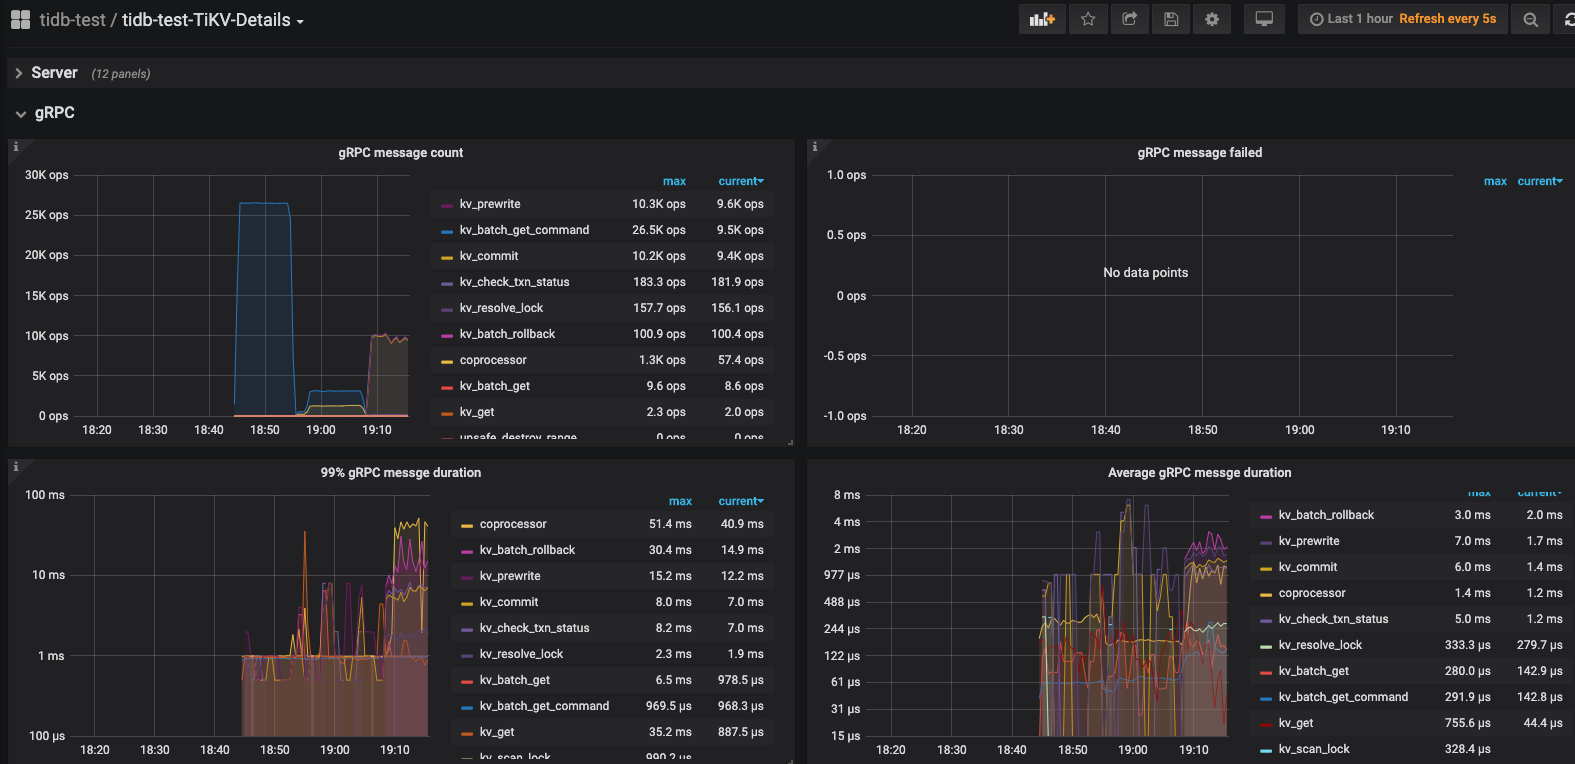 tidb-test / tidb-test-TiKV-Details
Last 1 hour Refresh every 5s
Server (12 panels)
gRPC
gRPC message count
30K ops
25K ops
20K ops
15K ops
10K ops
5K ops
0 ops
18:20 18:30 18:40 18:50 19:00 19:10
max current
kv_prewrite 10.3K ops 9.6K ops
kv_batch_get_command 26.5K ops 9.5K ops
kv_commit 10.2K ops 9.4K ops
kv_check_txn_status 183.3 ops 181.9 ops
kv_resolve_lock 157.7 ops 156.1 ops
kv_batch_rollback 100.9 ops 100.4 ops
coprocessor 1.3K ops 57.4 ops
kv_batch_get 9.6 ops 8.6 ops
kv_get 2.3 ops 2.0 ops
unsafe_destroy_range 0 ops 0 ops
gRPC message failed
1.0 ops
0.5 ops
0 ops
-0.5 ops
-1.0 ops
No data points
18:20 18:30 18:40 18:50 19:00 19:10
max current
99% gRPC messge duration
100 ms
10 ms
1 ms
100 µs
18:20 18:30 18:40 18:50 19:00 19:10
max current
coprocessor 51.4 ms 40.9 ms
kv_batch_rollback 30.4 ms 14.9 ms
kv_prewrite 15.2 ms 12.2 ms
kv_commit 8.0 ms 7.0 ms
kv_check_txn_status 8.2 ms 7.0 ms
kv_resolve_lock 2.3 ms 1.9 ms
kv_batch_get 6.5 ms 978.5 µs
kv_batch_get_command 969.5 µs 968.3 µs
kv_get 35.2 ms 887.5 µs
kv_scan_lock 990.2 µs
Average gRPC messge duration
8 ms
4 ms
2 ms
977 µs
488 µs
244 µs
122 µs
61 µs
31 µs
15 µs
18:20 18:30 18:40 18:50 19:00 19:10
max current
kv_batch_rollback 3.0 ms 2.0 ms
kv_prewrite 7.0 ms 1.7 ms
kv_commit 6.0 ms 1.4 ms
coprocessor 1.4 ms 1.2 ms
kv_check_txn_status 5.0 ms 1.2 ms
kv_resolve_lock 333.3 µs 279.7 µs
kv_batch_get 280.0 µs 142.9 µs
kv_batch_get_command 291.9 µs 142.8 µs
kv_get 755.6 µs 44.4 µs
kv_scan_lock 328.4 µs